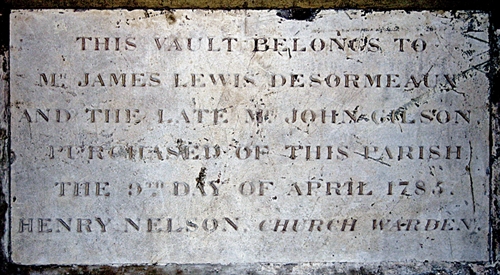 THIS VAULT BELONGS TO
Mr JAMES LEWIS DESORMEAUX
AND THE LATE Mr JOHN GILSON,
PURCHASED OF THIS PARISH
THE 9TH DAY OF APRIL 1785.
HENRY NELSON, CHURCH WARDEN.